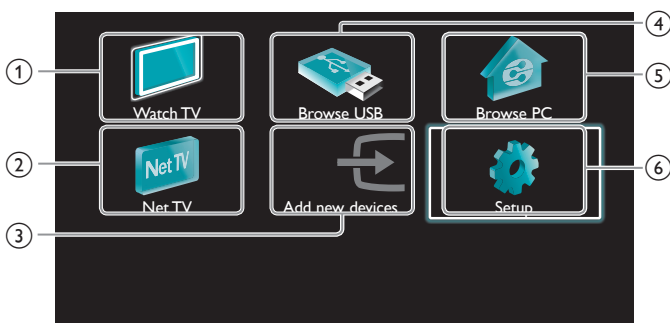 4
1
5
Watch TV
Browse USB
Browse PC
2
Net TV
6
Net TV
Add new devices
Setup
3